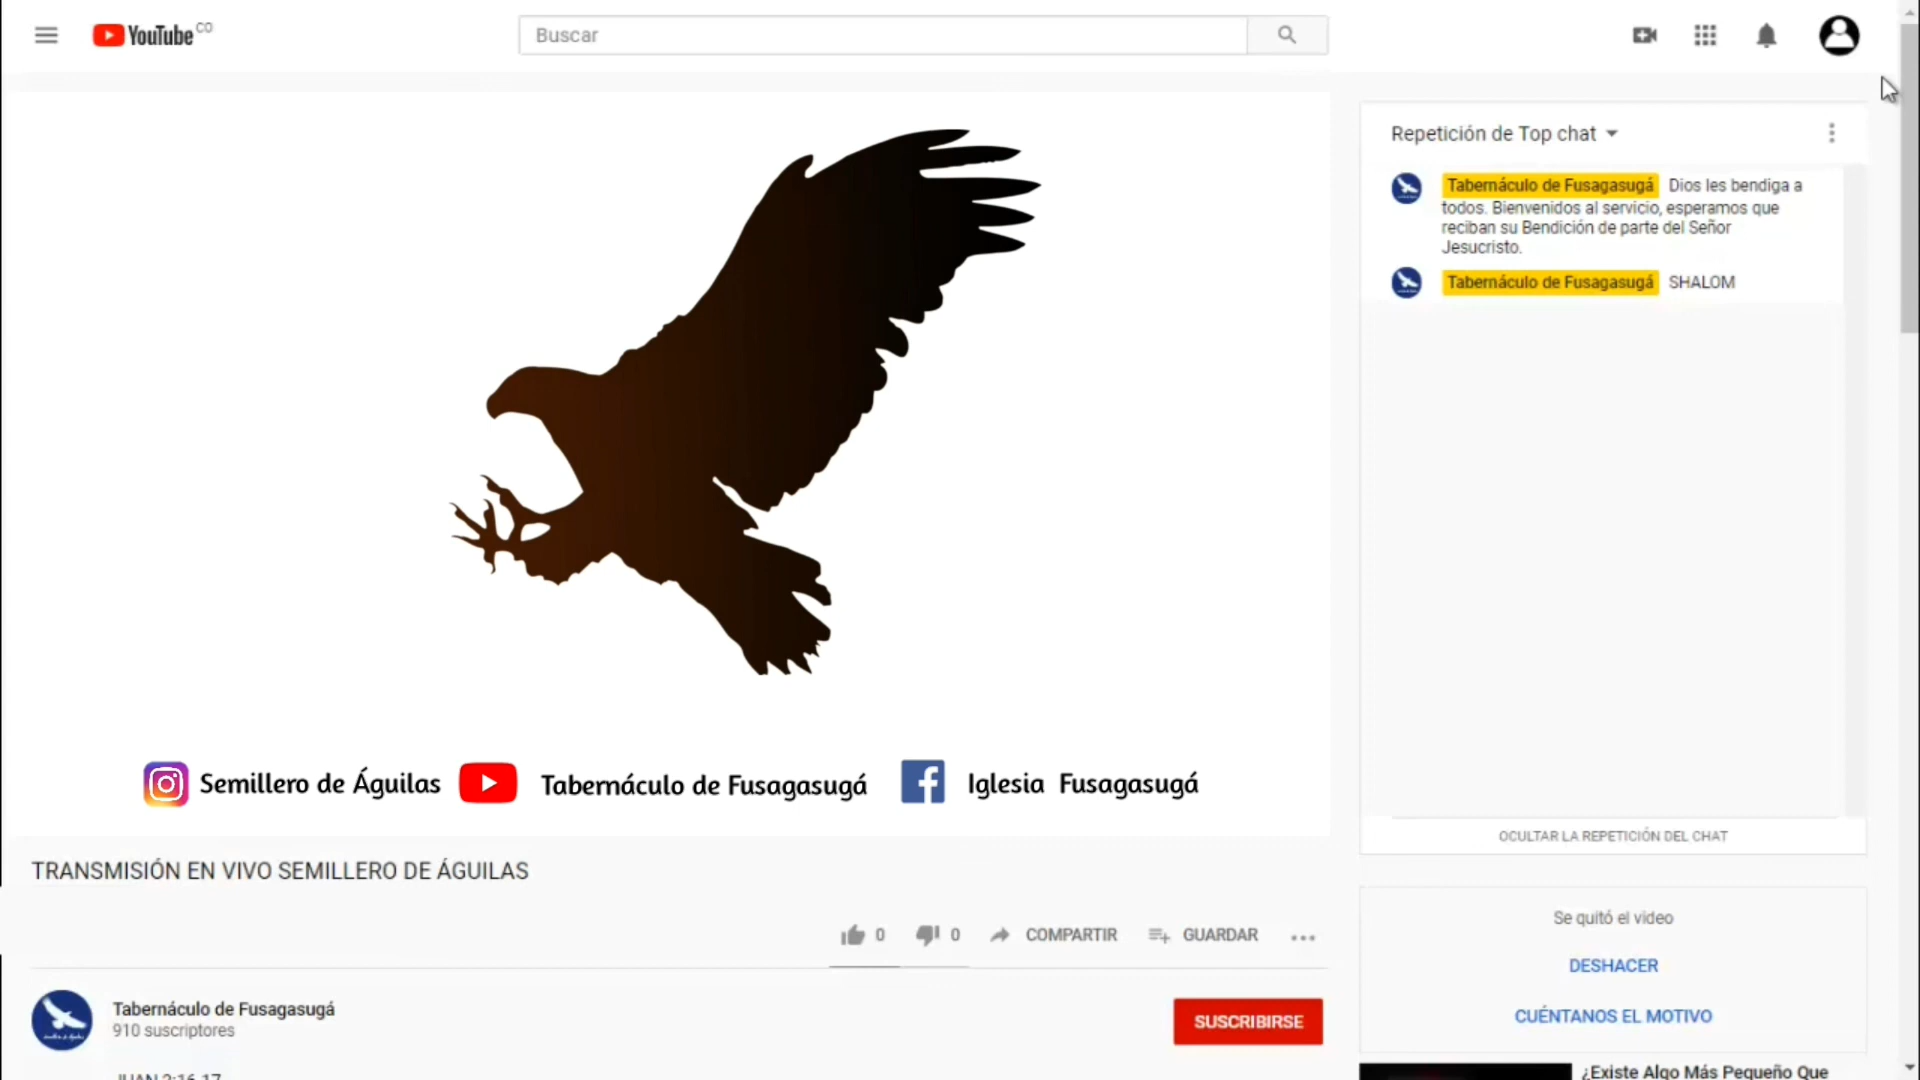 YouTube CO
Buscar
Repetición de Top chat
Tabernáculo de Fusagasugá Dios les bendiga a
todos. Bienvenidos al servicio, esperamos que
reciban su Bendición de parte del Señor
Jesucristo.
Tabernáculo de Fusagasugá SHALOM
OCULTAR LA REPETICIÓN DEL CHAT
Semillero de Águilas
Tabernáculo de Fusagasugá
Iglesia Fusagasugá
TRANSMISIÓN EN VIVO SEMILLERO DE ÁGUILAS
0 0 COMPARTIR GUARDAR
Tabernáculo de Fusagasugá
910 suscriptores
SUSCRIBIRSE
Se quitó el video
DESHACER
CUÉNTANOS EL MOTIVO
¿Existe Algo Más Pequeño Que